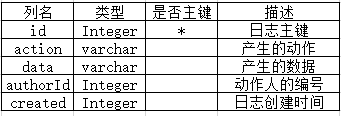 列名 类型 是否主键 描述
id Integer * 日志主键
action varchar 产生的动作
data varchar 产生的数据
authorId Integer 动作人的编号
created Integer 日志创建时间